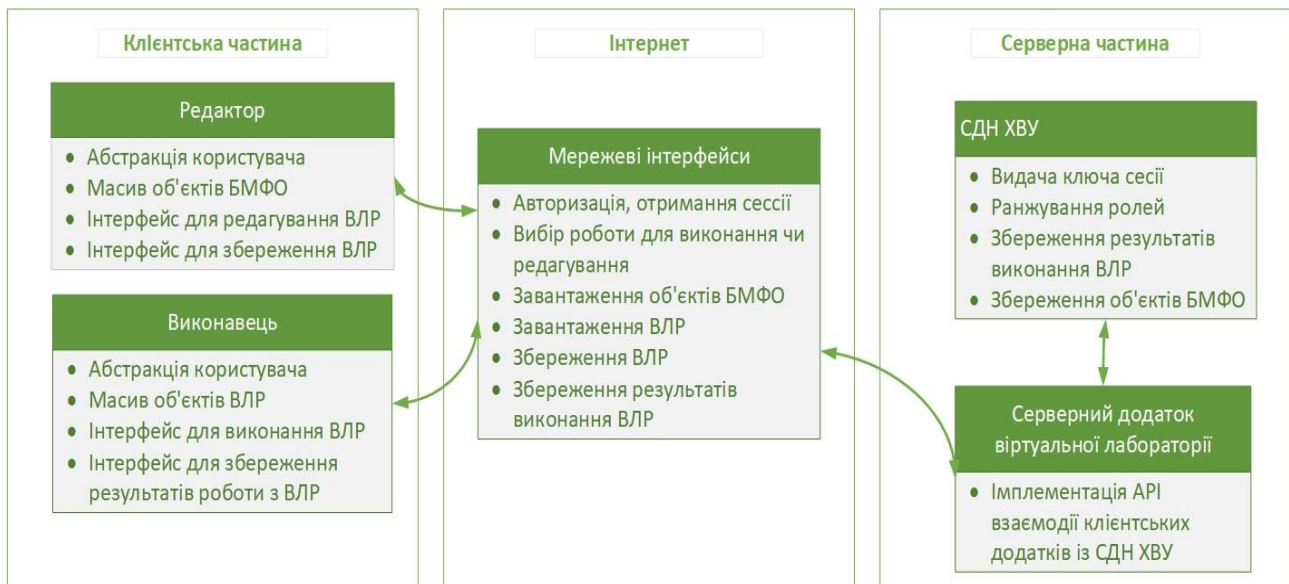 Клієнтська частина
Редактор
• Абстракція користувача
• Масив об'єктів БМФО
• Інтерфейс для редагування ВЛР
• Інтерфейс для збереження ВЛР
Виконавець
• Абстракція користувача
• Масив об'єктів ВЛР
• Інтерфейс для виконання ВЛР
• Інтерфейс для збереження
результатів роботи з ВЛР
Інтернет
Мережеві інтерфейси
• Авторизація, отримання сессії
• Вибір роботи для виконання чи
редагування
• Завантаження об'єктів БМФО
• Завантаження ВЛР
• Збереження ВЛР
• Збереження результатів
виконання ВЛР
Серверна частина
СДН ХВУ
• Видача ключа сесії
• Ранжування ролей
• Збереження результатів
виконання ВЛР
• Збереження об'єктів БМФО
Серверний додаток
віртуальної лабораторії
• Імплементація API
взаємодії клієнтських
додатків із СДН ХВУ